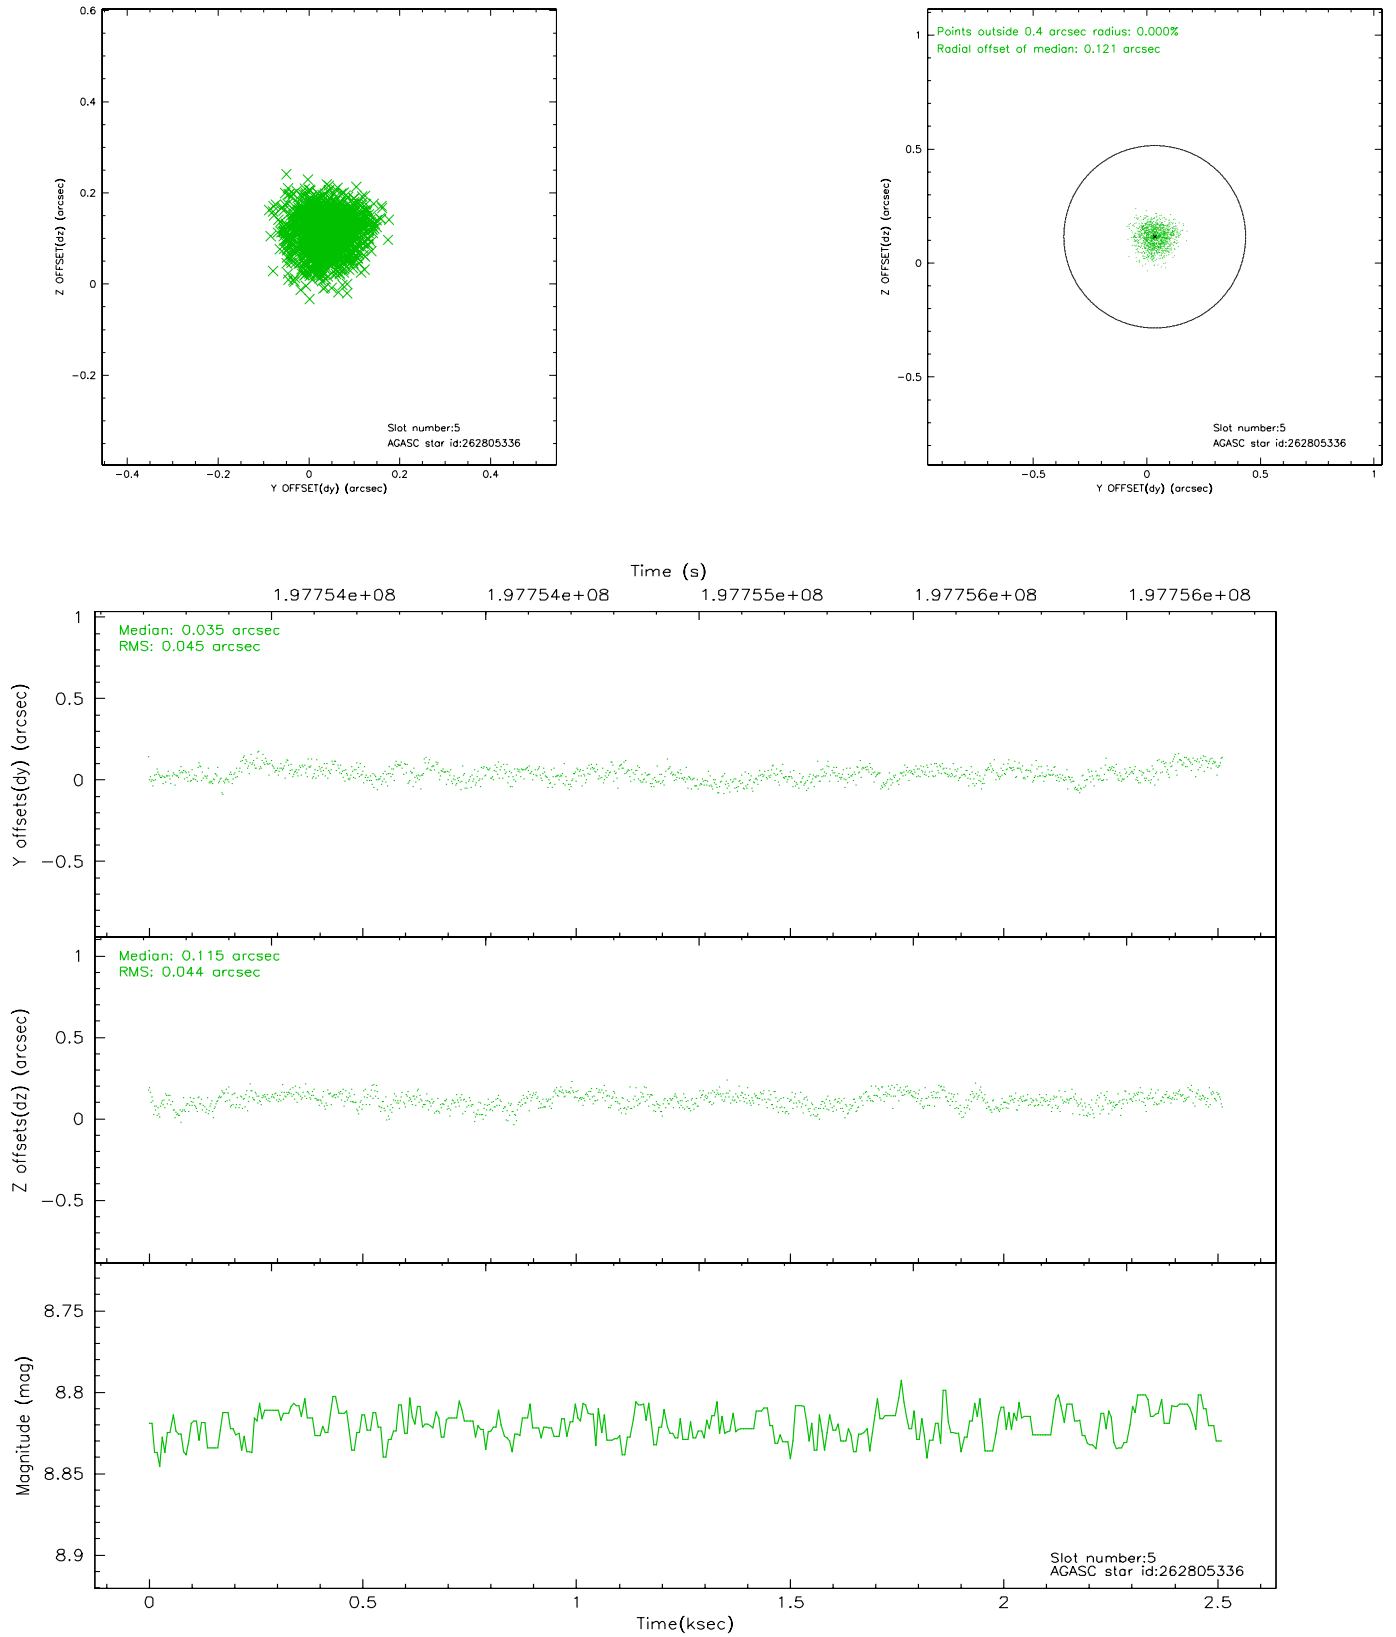 0.6
0.4
0.2
0
−0.2
Z OFFSET(dz) (arcsec)
Slot number:5
AGASC star id:262805336
−0.4 −0.2 0 0.2 0.4
Y OFFSET(dy) (arcsec)
Points outside 0.4 arcsec radius: 0.000%
Radial offset of median: 0.121 arcsec
1
0.5
0
−0.5
Z OFFSET(dz) (arcsec)
Slot number:5
AGASC star id:262805336
−0.5 0 0.5 1
Y OFFSET(dy) (arcsec)
Time (s)
1.97754e+08 1.97754e+08 1.97755e+08 1.97756e+08 1.97756e+08
Median: 0.035 arcsec
RMS: 0.045 arcsec
1
0.5
0
−0.5
Y offsets(dy) (arcsec)
Median: 0.115 arcsec
RMS: 0.044 arcsec
1
0.5
0
−0.5
Z offsets(dz) (arcsec)
8.75
8.8
8.85
8.9
Magnitude (mag)
Slot number:5
AGASC star id:262805336
0 0.5 1 1.5 2 2.5
Time(ksec)